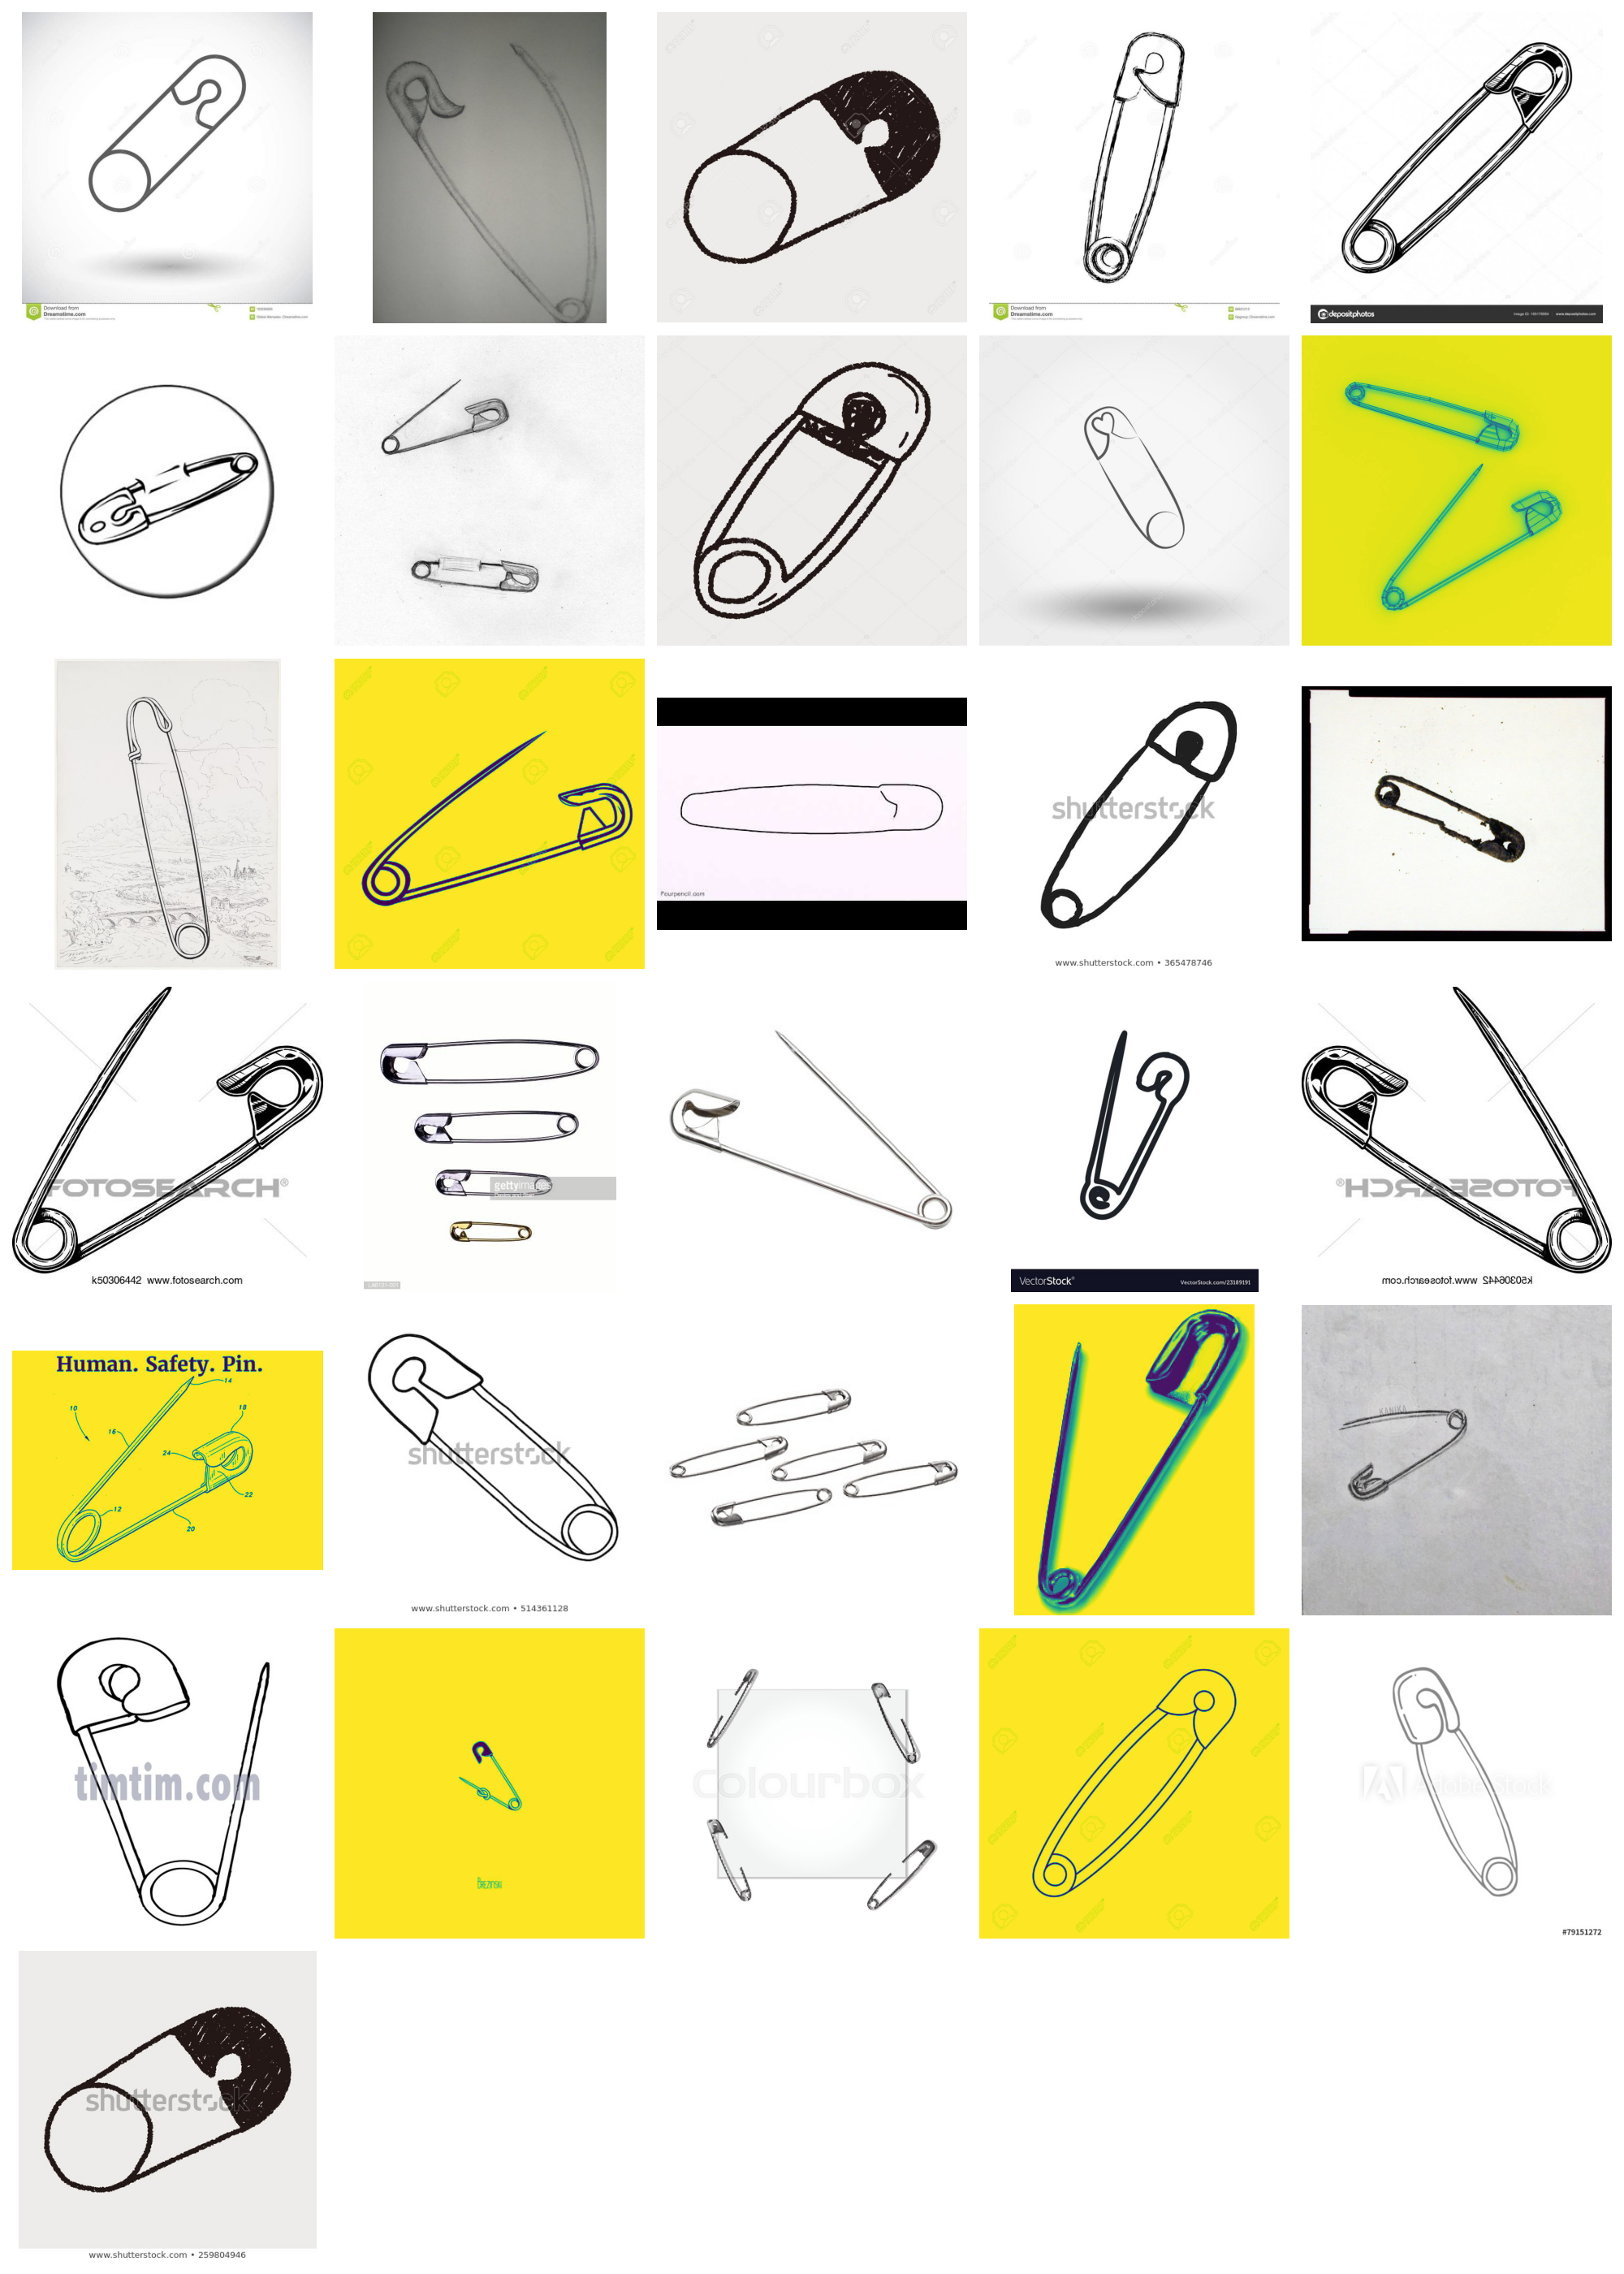 Download from
Dreamstime.com
Download from
Dreamstime.com
depositphotos
Fourpencil.com
shutterstock
www.shutterstock.com • 365478746
FOTOSEARCH®
k50306442 www.fotosearch.com
gettyimages
VectorStock®
VectorStock.com/23189191
FOTOSEARCH®
k50306442 www.fotosearch.com
Human. Safety. Pin.
14
10
18
16
24
22
12
20
shutterstock
www.shutterstock.com • 514361128
KANIKA
timtim.com
colourbox
Adobe Stock
#79151272
shutterstock
www.shutterstock.com • 259804946